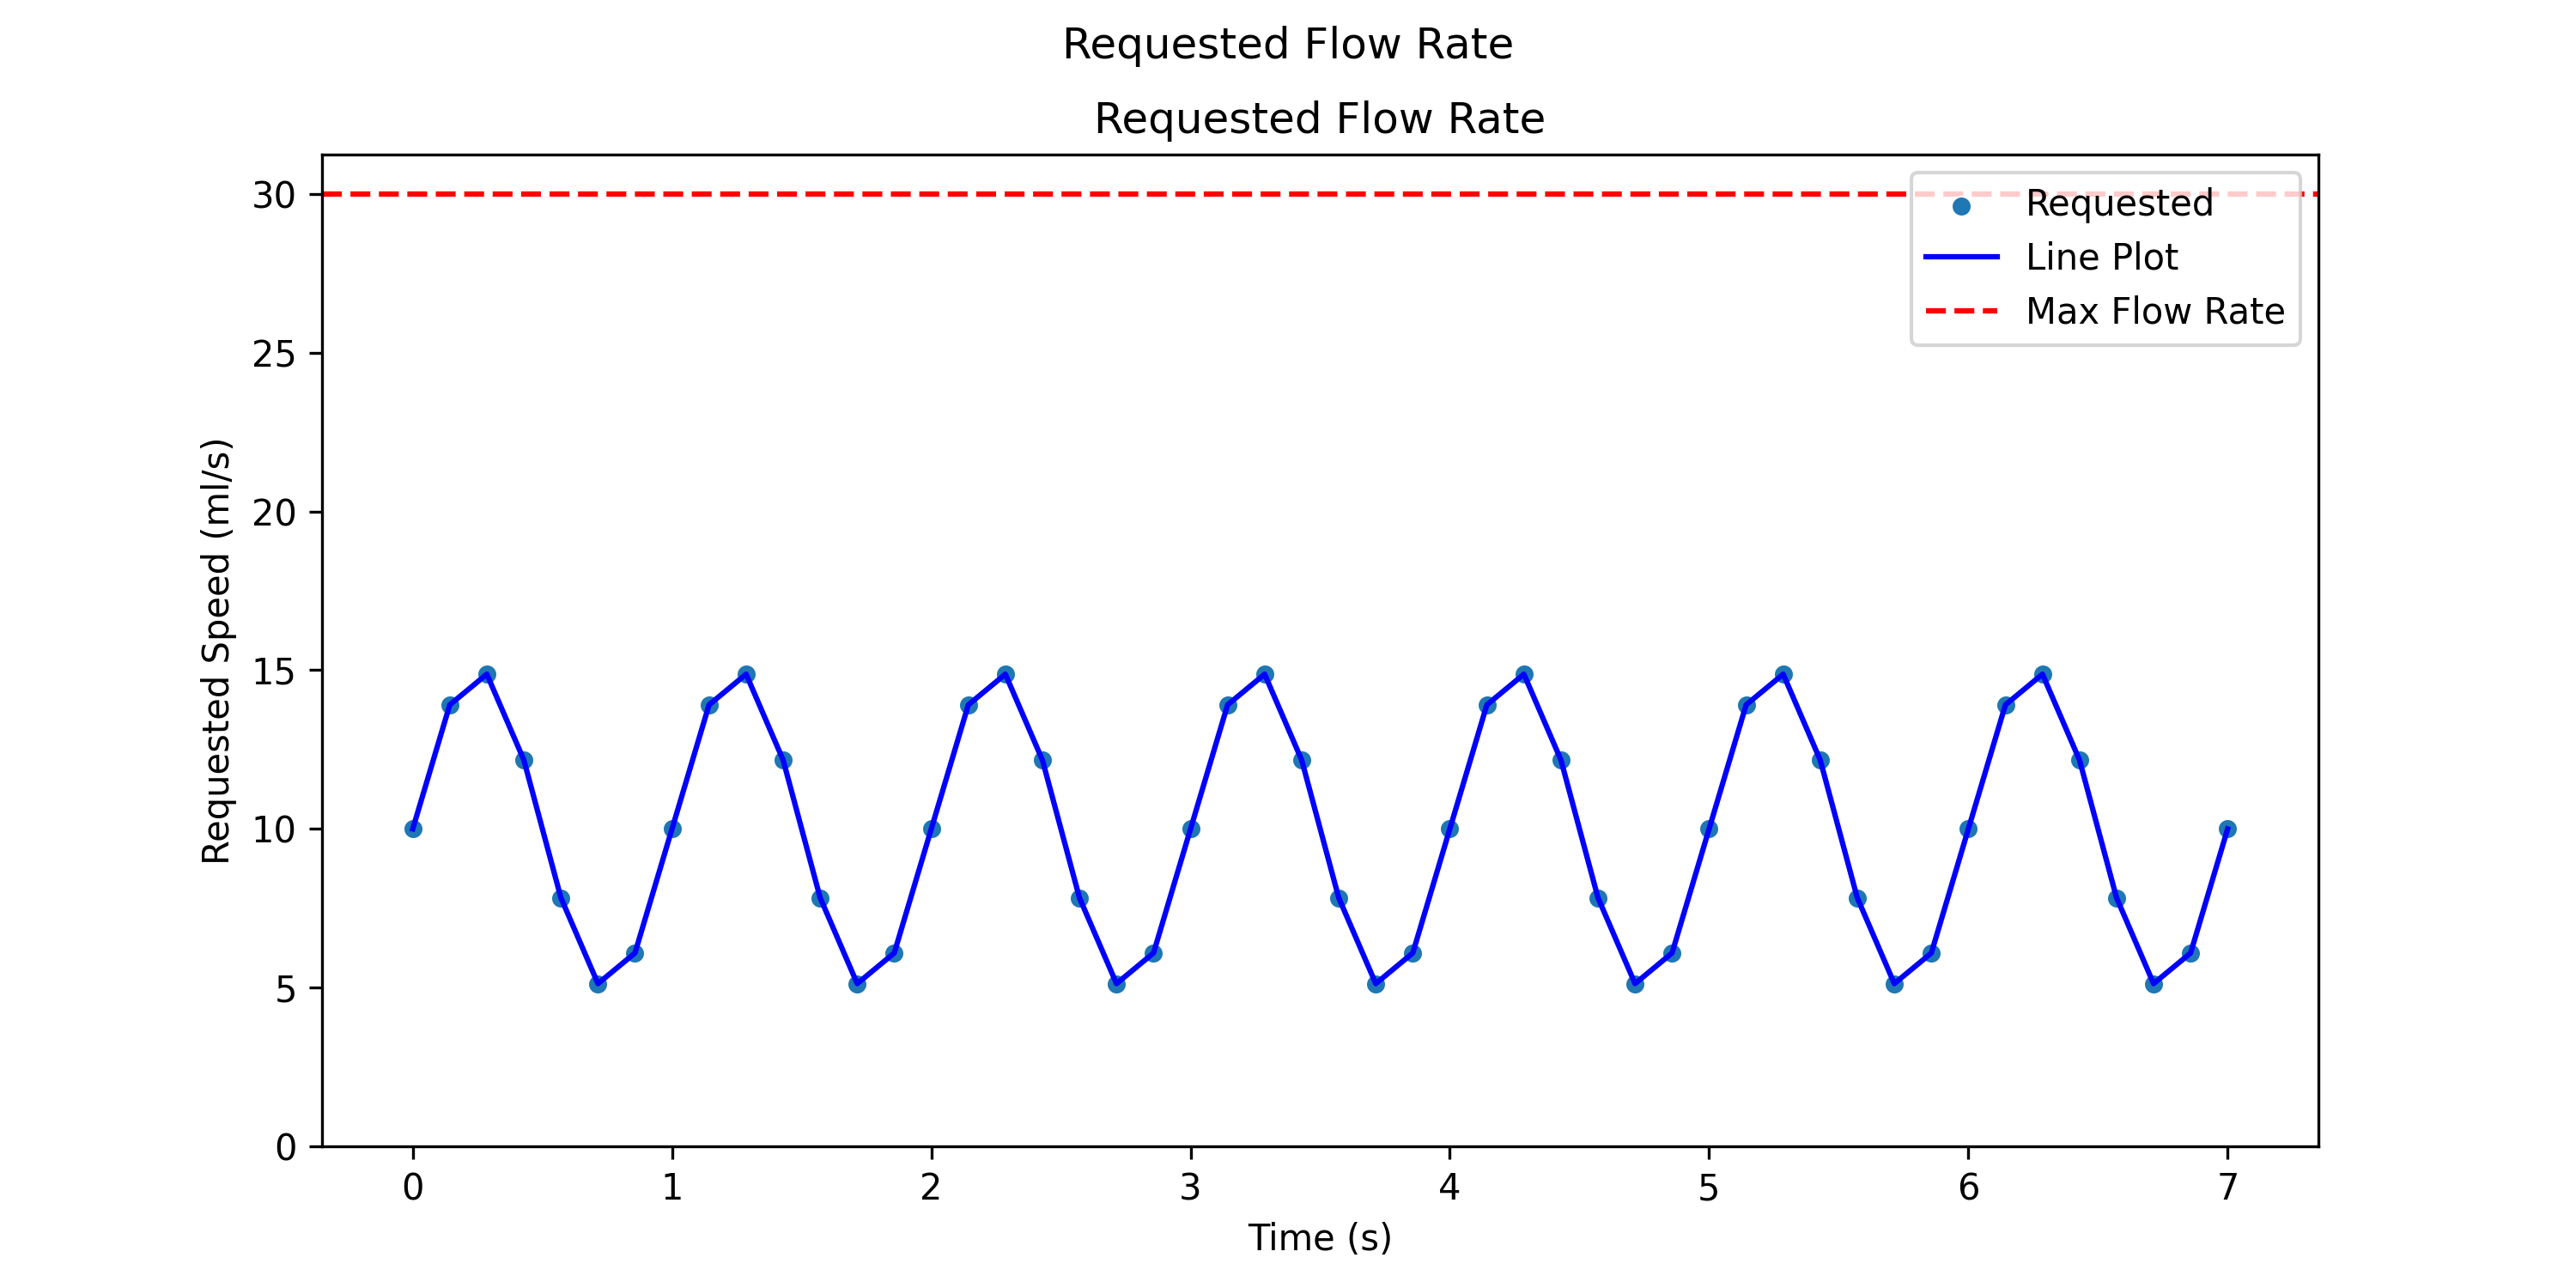 Requested Flow Rate
Requested Flow Rate
30
25
20
15
10
5
0
Requested Speed (ml/s)
Requested
Line Plot
Max Flow Rate
0 1 2 3 4 5 6 7
Time (s)